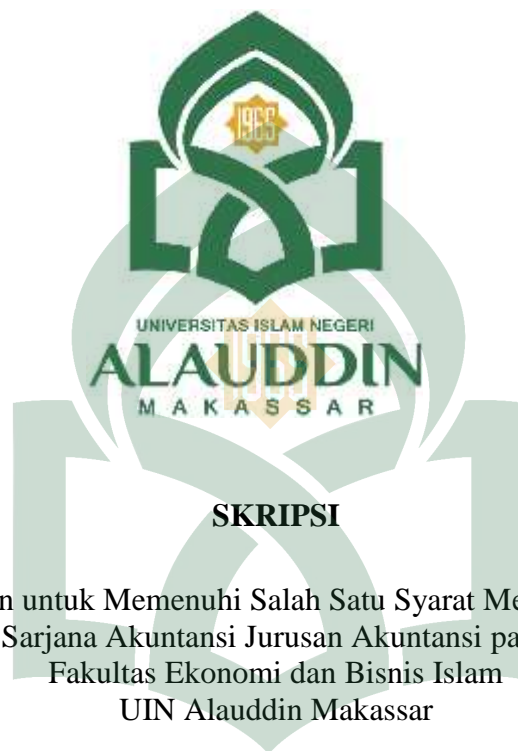 1965
UNIVERSITAS ISLAM NEGERI
ALAUDDIN
MAKASSAR
SKRIPSI
untuk Memenuhi Salah Satu Syarat
Sarjana Akuntansi Jurusan Akuntansi
Fakultas Ekonomi dan Bisnis Islam
UIN Alauddin Makassar